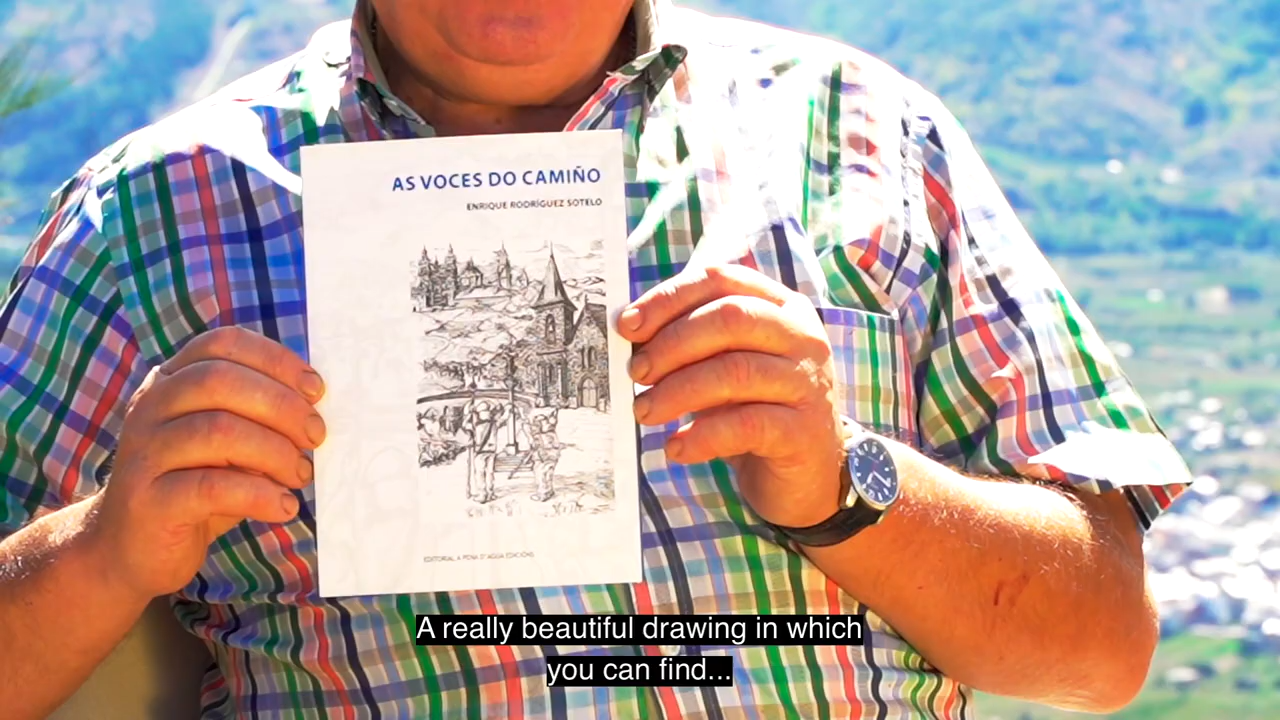 AS VOCES DO CAMIÑO
ENRIQUE RODRÍGUEZ SOTELO
EDITORIAL A PENA D'AGUA EDICIÓNS
A really beautiful drawing in which
you can find...